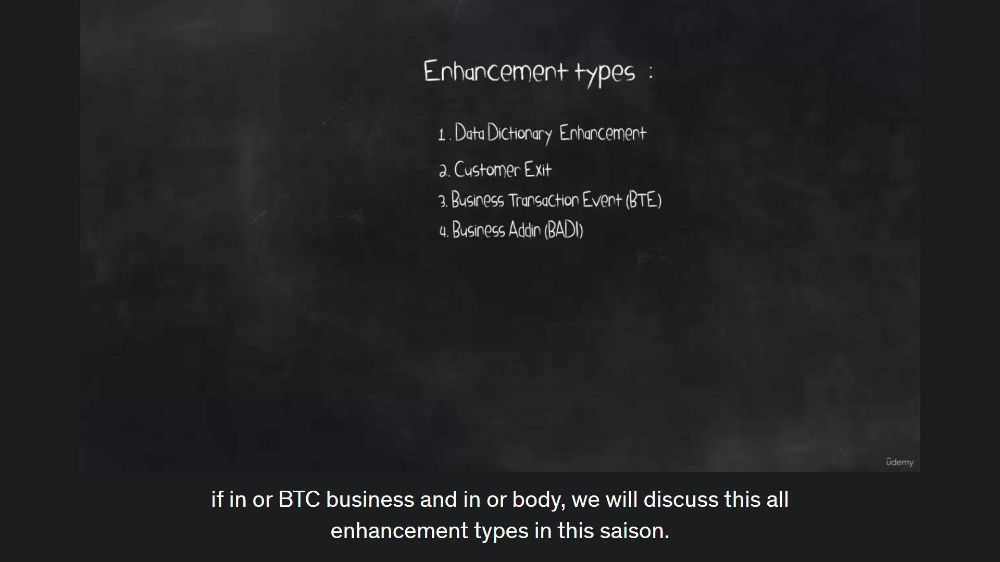 Enhancement types :
1. Data Dictionary Enhancement
2. Customer Exit
3. Business Transaction Event (BTE)
4. Business Addin (BADI)
ûdemy
if in or BTC business and in or body, we will discuss this all
enhancement types in this saison.